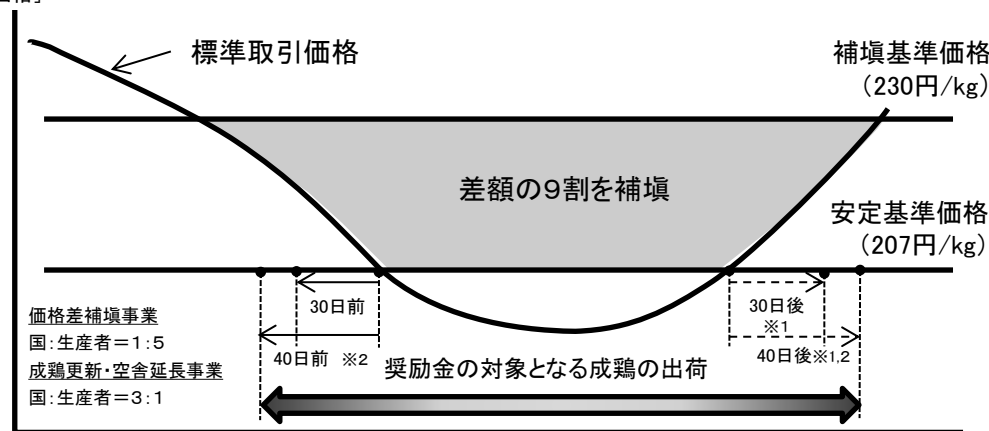 標準取引価格
補塡基準価格
（230円/kg）
差額の９割を補塡
安定基準価格
（207円/kg）
30日前
30日後
※1
40日前 ※2
40日後※1,2
価格差補塡事業
国：生産者＝１：５
成鶏更新・空舎延長事業
国：生産者＝３：１
奨励金の対象となる成鶏の出荷